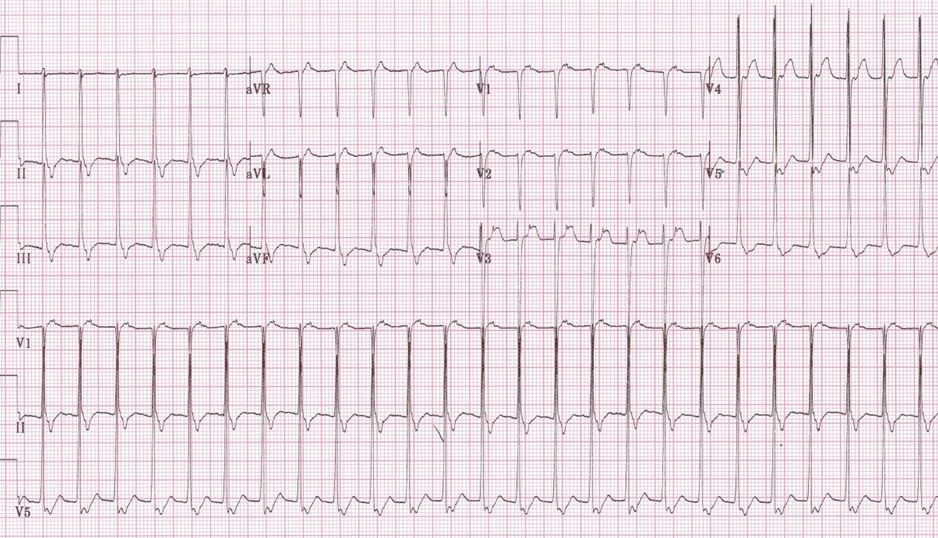 I aVR V1 V4
II aVL V2 V5
III aVF V3 V6
V1
II
V5